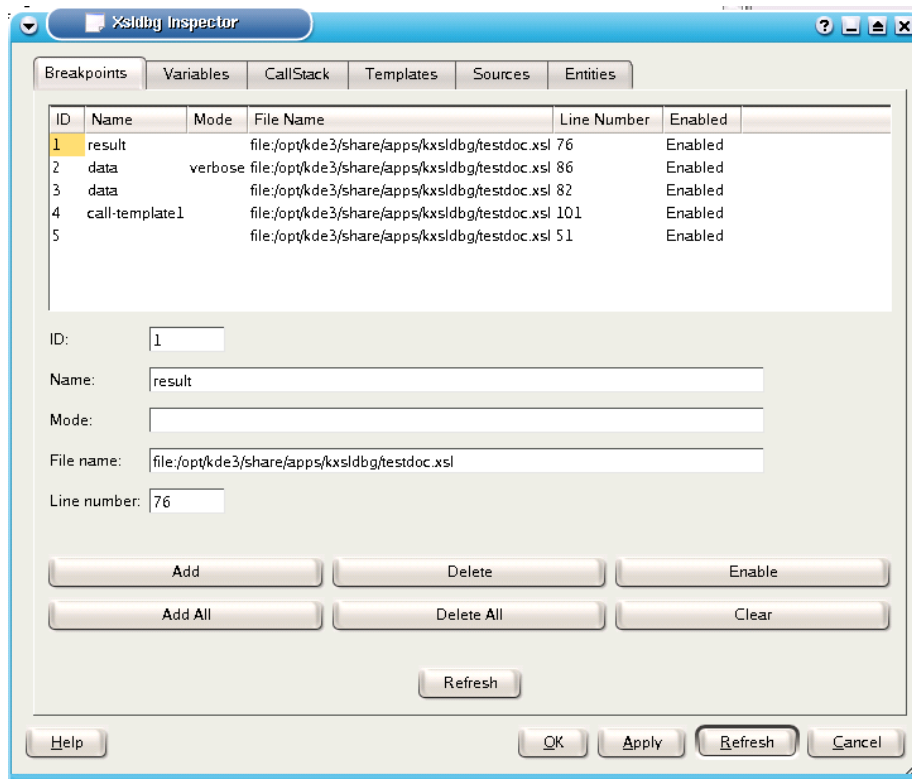 Xsldbg Inspector
Breakpoints Variables CallStack Templates Sources Entities
ID Name Mode File Name Line Number Enabled
1 result file:/opt/kde3/share/apps/kxsldbg/testdoc.xsl 76 Enabled
2 data verbose file:/opt/kde3/share/apps/kxsldbg/testdoc.xsl 86 Enabled
3 data file:/opt/kde3/share/apps/kxsldbg/testdoc.xsl 82 Enabled
4 call-template1 file:/opt/kde3/share/apps/kxsldbg/testdoc.xsl 101 Enabled
5 file:/opt/kde3/share/apps/kxsldbg/testdoc.xsl 51 Enabled
ID: 1
Name: result
Mode:
File name: file:/opt/kde3/share/apps/kxsldbg/testdoc.xsl
Line number: 76
Add Delete Enable
Add All Delete All Clear
Refresh
Help OK Apply Refresh Cancel